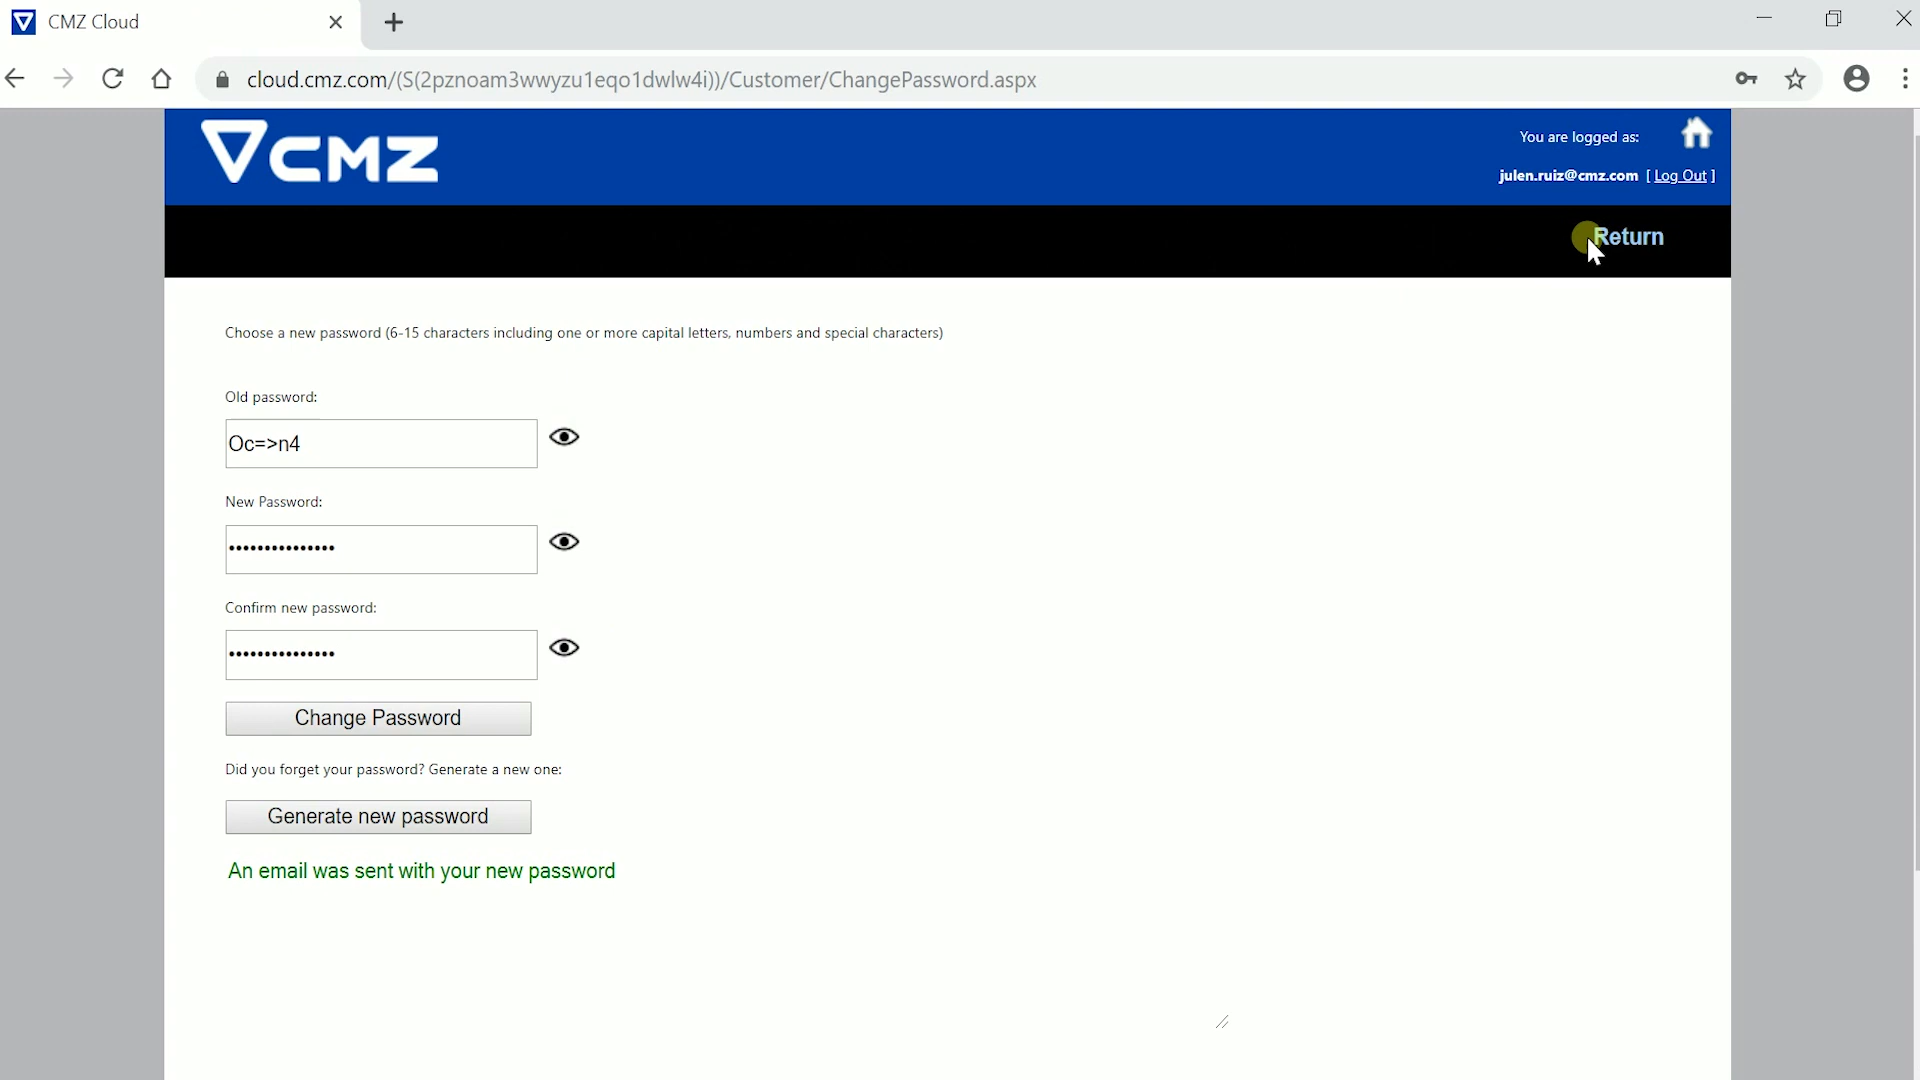 CMZ Cloud
cloud.cmz.com/(S(2pznoam3wwyzu1eqo1dwlw4i))/Customer/ChangePassword.aspx
CMZ
You are logged as:
julen.ruiz@cmz.com [ Log Out ]
Return
Choose a new password (6-15 characters including one or more capital letters, numbers and special characters)
Old password:
Oc=>n4
New Password:
•••••••••••••••
Confirm new password:
•••••••••••••••
Change Password
Did you forget your password? Generate a new one:
Generate new password
An email was sent with your new password